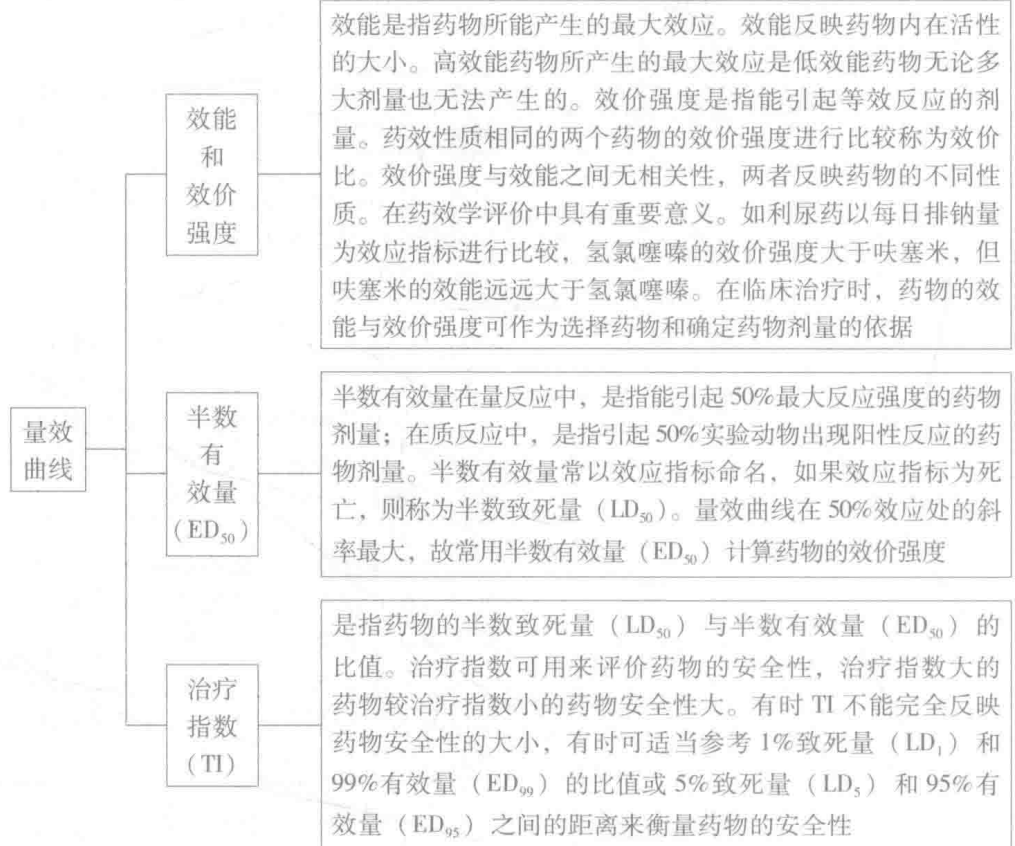 量效
曲线
效能
和
效价
强度
效能是指药物所能产生的最大效应。效能反映药物内在活性
的大小。高效能药物所产生的最大效应是低效能药物无论多
大剂量也无法产生的。效价强度是指能引起等效反应的剂
量。药效性质相同的两个药物的效价强度进行比较称为效价
比。效价强度与效能之间无相关性，两者反映药物的不同性
质。在药效学评价中具有重要意义。如利尿药以每日排钠量
为效应指标进行比较，氢氯噻嗪的效价强度大于呋塞米，但
呋塞米的效能远远大于氢氯噻嗪。在临床治疗时，药物的效
能与效价强度可作为选择药物和确定药物剂量的依据
半数
有
效量
(ED₅₀)
半数有效量在量反应中，是指能引起50%最大反应强度的药物
剂量；在质反应中，是指引起50%实验动物出现阳性反应的药
物剂量。半数有效量常以效应指标命名，如果效应指标为死
亡，则称为半数致死量（LD₅₀）。量效曲线在50%效应处的斜
率最大，故常用半数有效量（ED₅₀）计算药物的效价强度
治疗
指数
(TI)
是指药物的半数致死量（LD₅₀）与半数有效量（ED₅₀）的
比值。治疗指数可用来评价药物的安全性，治疗指数大的
药物较治疗指数小的药物安全性大。有时TI不能完全反映
药物安全性的大小，有时可适当参考1%致死量（LD₁）和
99%有效量（ED₉₉）的比值或5%致死量（LD₅）和95%有
效量（ED₉₅）之间的距离来衡量药物的安全性